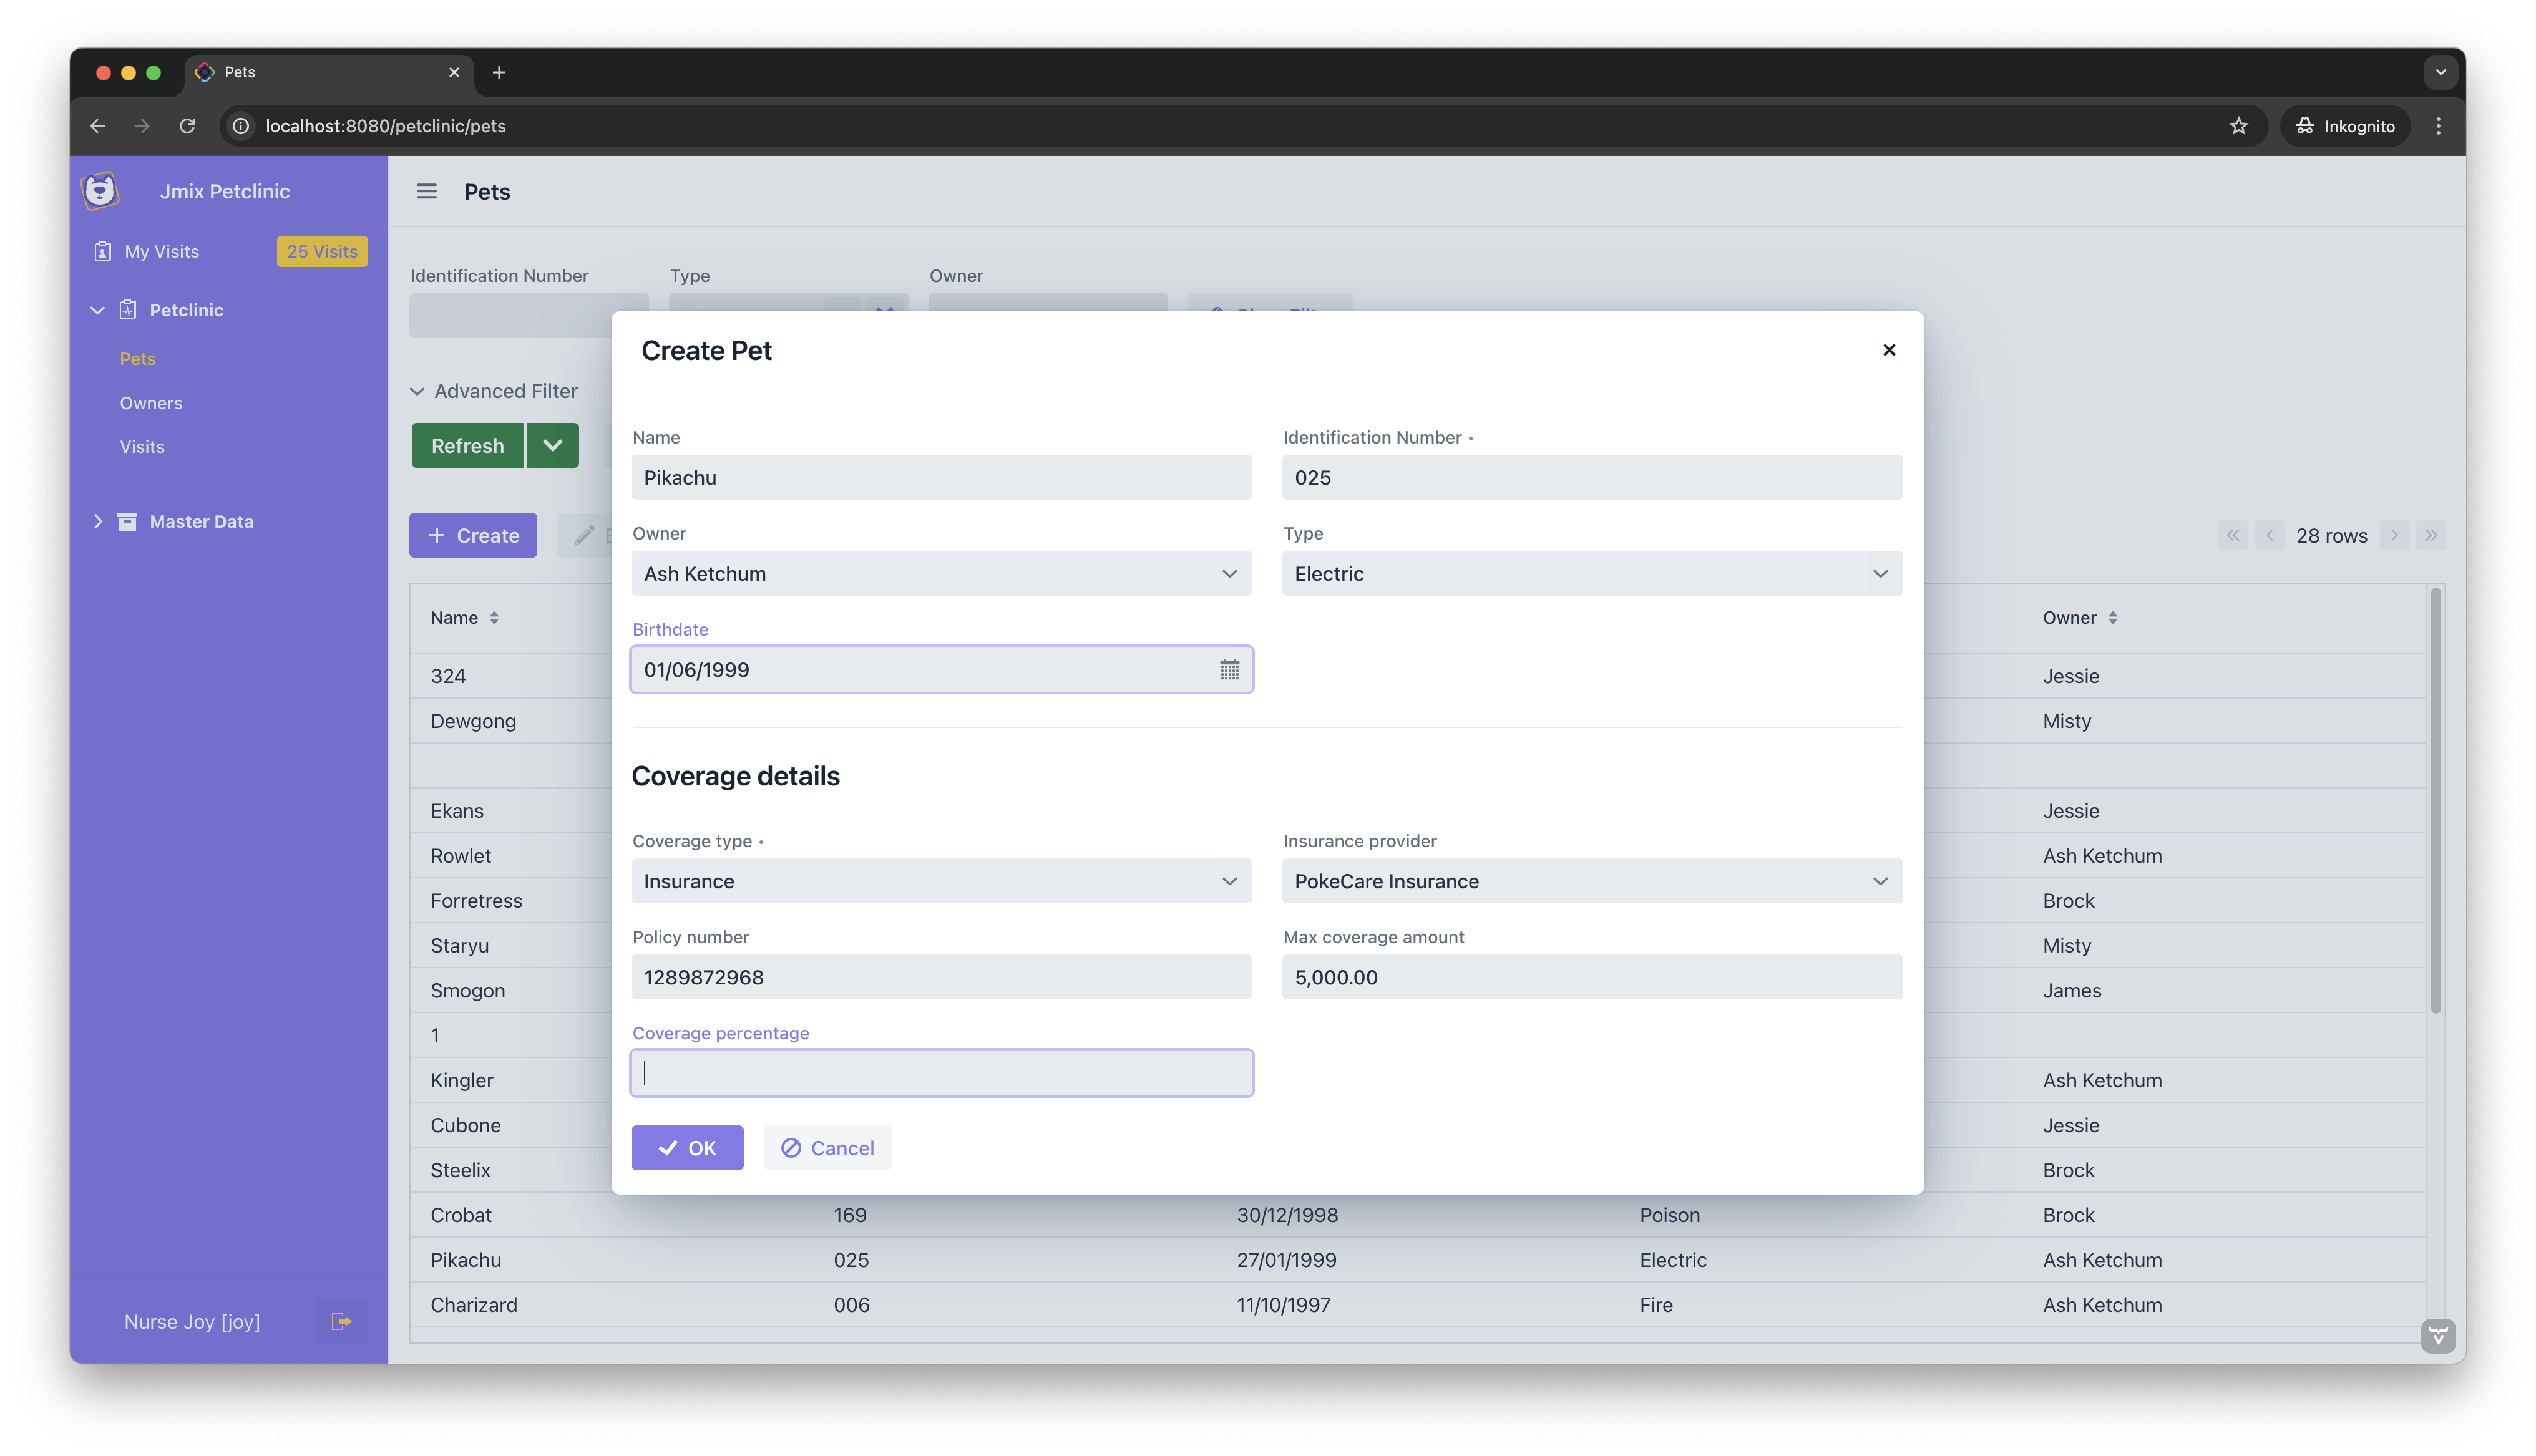 Pets
localhost:8080/petclinic/pets
Inkognito
Jmix Petclinic
My Visits 25 Visits
Petclinic
Pets
Owners
Visits
Master Data
Nurse Joy [joy]
Pets
Identification Number Type Owner
Advanced Filter
Refresh
Create
28 rows
Name Owner
324 Jessie
Dewgong Misty
Ekans Jessie
Rowlet Ash Ketchum
Forretress Brock
Staryu Misty
Smogon James
1
Kingler Ash Ketchum
Cubone Jessie
Steelix Brock
Crobat 169 30/12/1998 Poison Brock
Pikachu 025 27/01/1999 Electric Ash Ketchum
Charizard 006 11/10/1997 Fire Ash Ketchum
Create Pet
Name Identification Number •
Pikachu 025
Owner Type
Ash Ketchum Electric
Birthdate
01/06/1999
Coverage details
Coverage type • Insurance provider
Insurance PokeCare Insurance
Policy number Max coverage amount
1289872968 5,000.00
Coverage percentage
OK Cancel